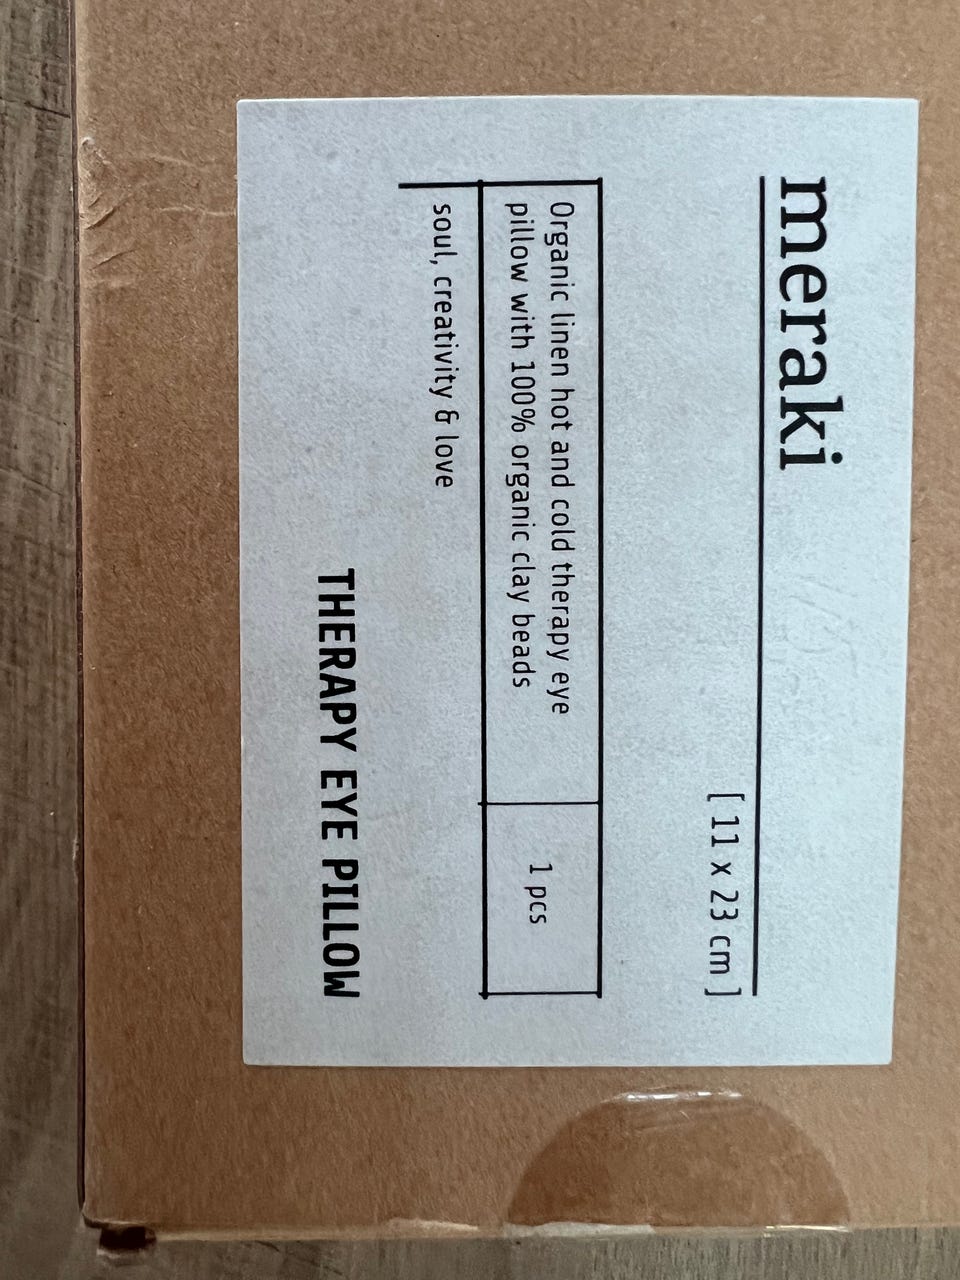 meraki
[ 11 x 23 cm ]
Organic linen hot and cold therapy eye
pillow with 100% organic clay beads
1 pcs
soul, creativity & love
THERAPY EYE PILLOW